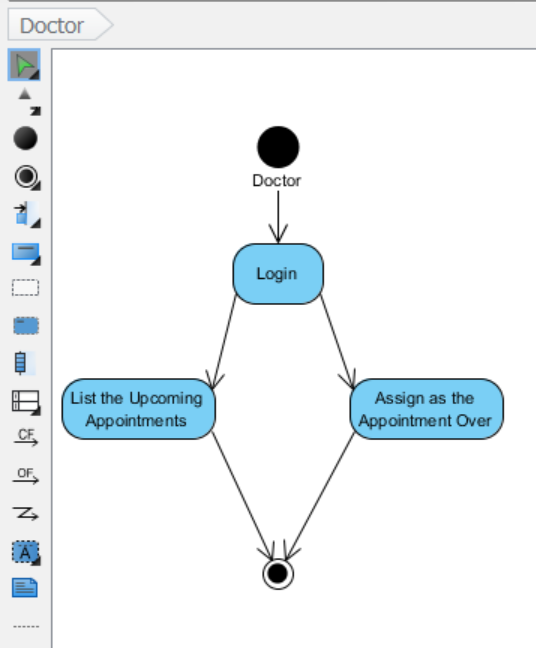 Doctor
Doctor
Login
List the Upcoming
Appointments
Assign as the
Appointment Over
CF
OF
A